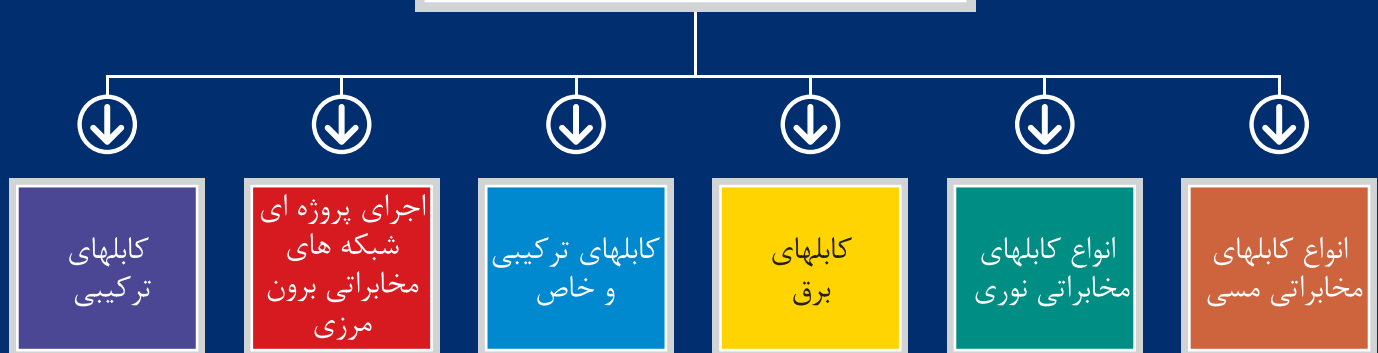 انواع کابلهای
مخابراتی مسی
انواع کابلهای
مخابراتی نوری
کابلهای
برق
کابلهای ترکیبی
و خاص
اجرای پروژه ای
شبکه های
مخابراتی برون
مرزی
کابلهای
ترکیبی